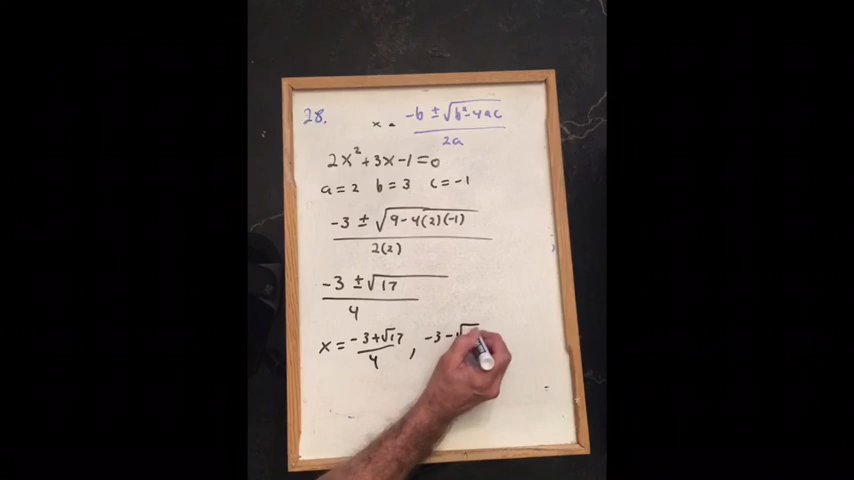 28.
x = -b ± √b²-4ac
2a
2x² + 3x - 1 = 0
a = 2 b = 3 c = -1
-3 ± √9-4(2)(-1)
2(2)
-3 ± √17
4
x = -3+√17 , -3-√
4